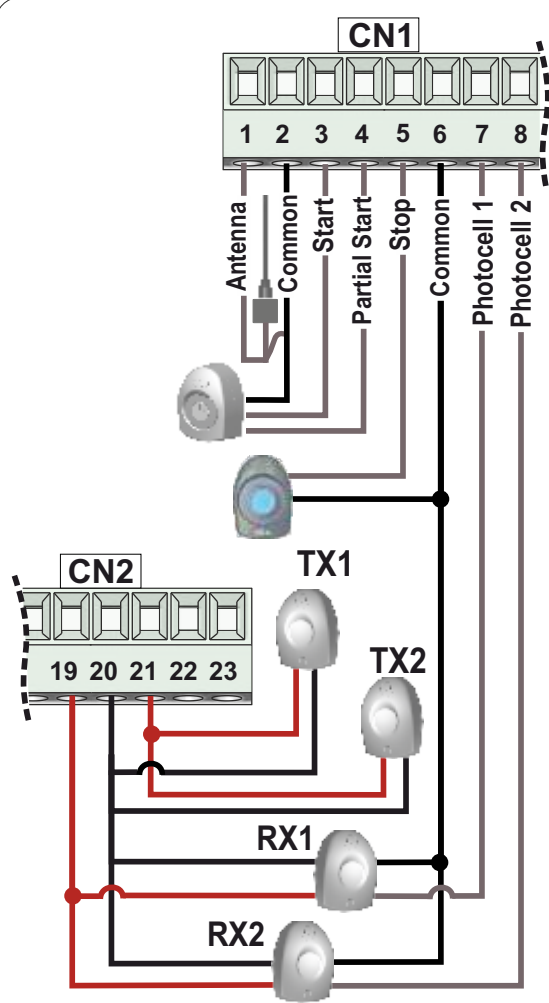 CN1
1 2 3 4 5 6 7 8
Antenna
Common
Start
Partial Start
Stop
Common
Photocell 1
Photocell 2
CN2
19 20 21 22 23
TX1
TX2
RX1
RX2